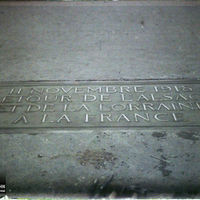 11 NOVEMBRE 1918
RETOUR DE L'ALSACE
ET DE LA LORRAINE
A LA FRANCE